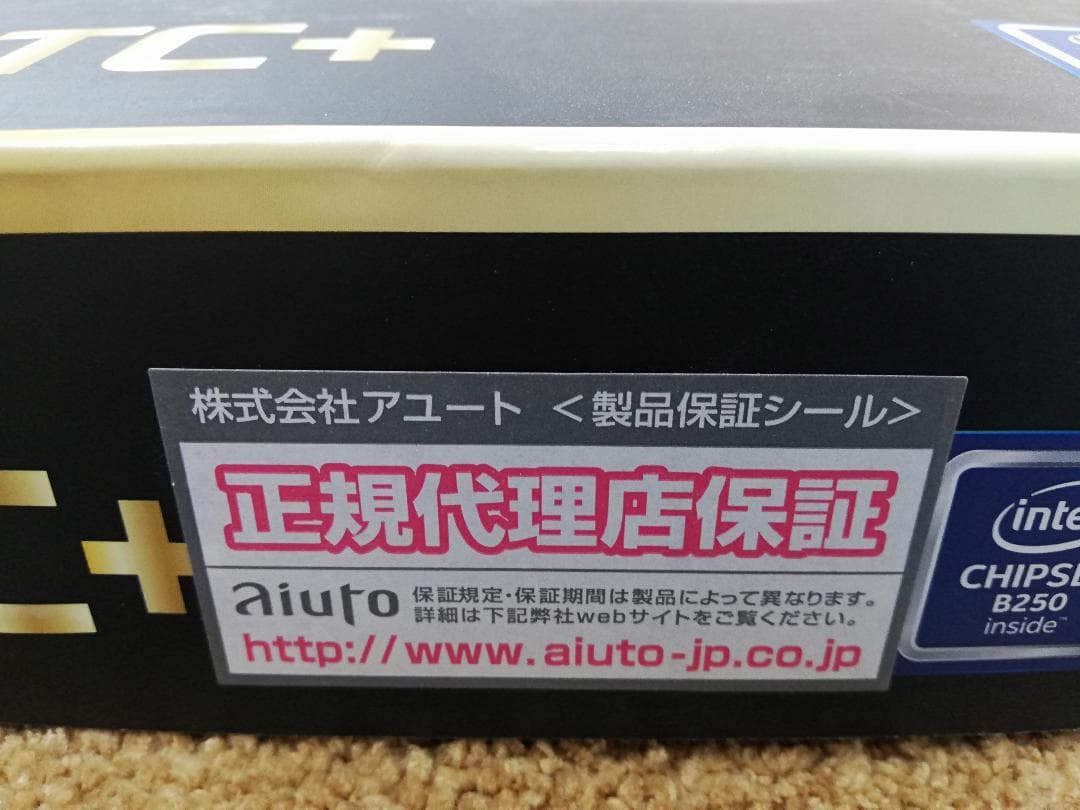 TC+
株式会社アユート <製品保証シール>
正規代理店保証
aiuto 保証規定・保証期間は製品によって異なります。
詳細は下記弊社webサイトをご覧ください。
http://www.aiuto-jp.co.jp
C+
inte
CHIPSE
B250
inside™